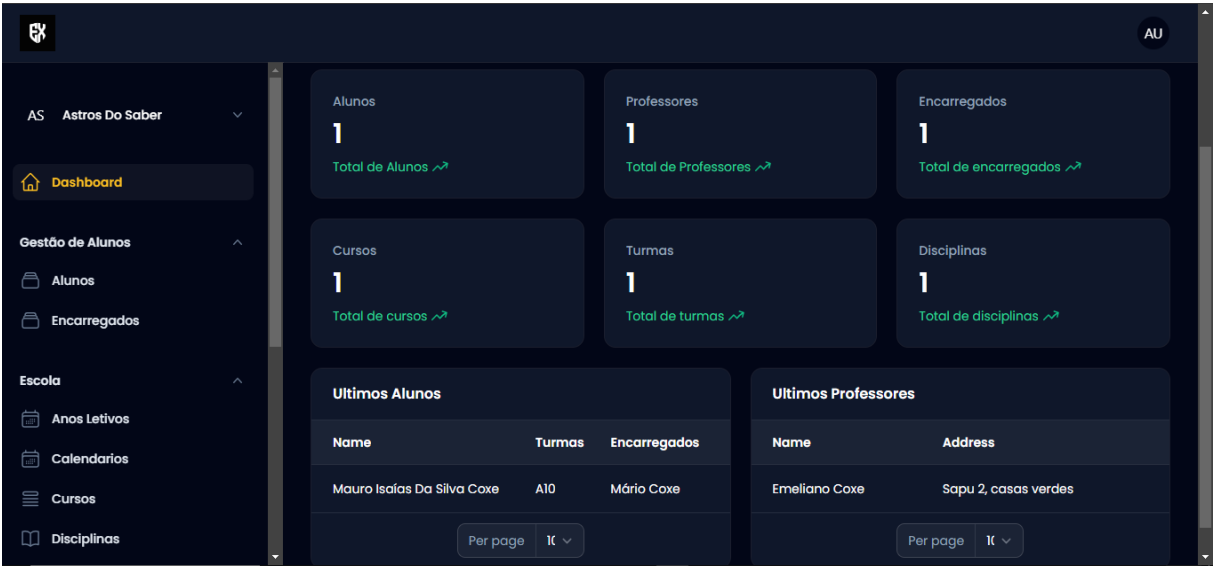 AU
AS Astros Do Saber
Dashboard
Gestão de Alunos
Alunos
Encarregados
Escola
Anos Letivos
Calendarios
Cursos
Disciplinas
Alunos
1
Total de Alunos
Professores
1
Total de Professores
Encarregados
1
Total de encarregados
Cursos
1
Total de cursos
Turmas
1
Total de turmas
Disciplinas
1
Total de disciplinas
Ultimos Alunos
Name Turmas Encarregados
Mauro Isaías Da Silva Coxe A10 Mário Coxe
Per page
Ultimos Professores
Name Address
Emeliano Coxe Sapu 2, casas verdes
Per page